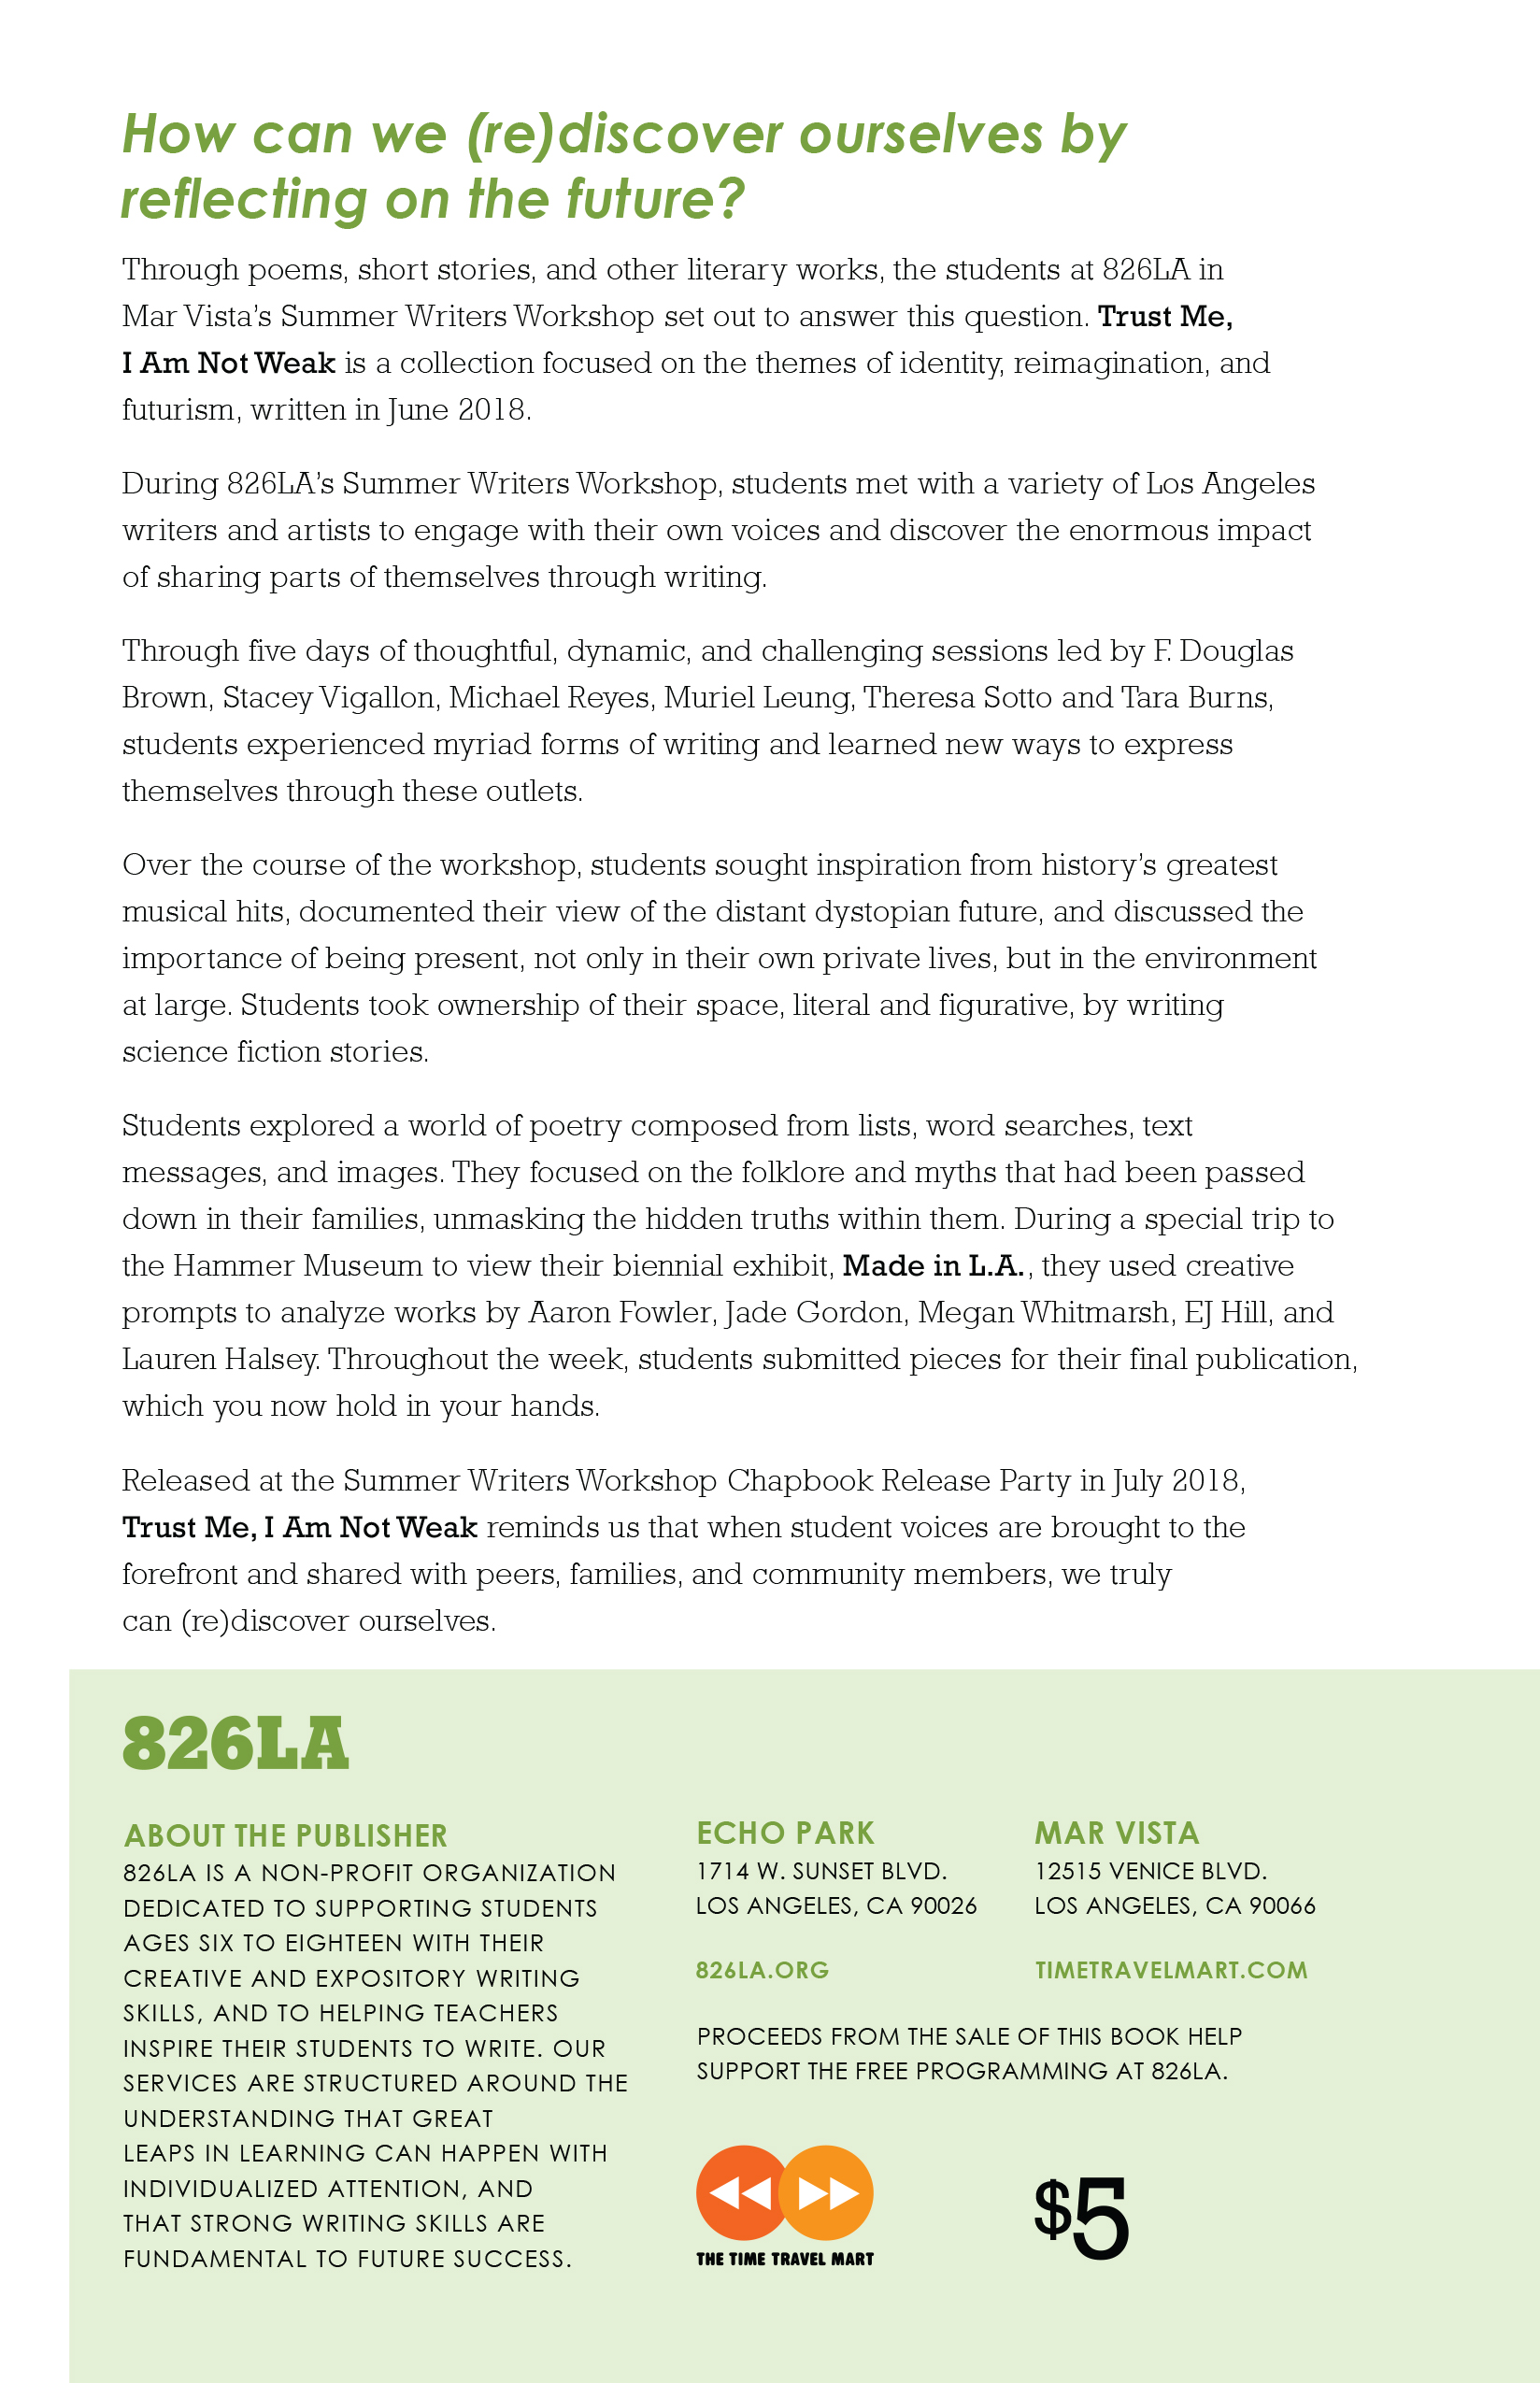 How can we (re)discover ourselves by
reflecting on the future?
Through poems, short stories, and other literary works, the students at 826LA in
Mar Vista’s Summer Writers Workshop set out to answer this question. Trust Me,
I Am Not Weak is a collection focused on the themes of identity, reimagination, and
futurism, written in June 2018.
During 826LA’s Summer Writers Workshop, students met with a variety of Los Angeles
writers and artists to engage with their own voices and discover the enormous impact
of sharing parts of themselves through writing.
Through five days of thoughtful, dynamic, and challenging sessions led by F. Douglas
Brown, Stacey Vigallon, Michael Reyes, Muriel Leung, Theresa Sotto and Tara Burns,
students experienced myriad forms of writing and learned new ways to express
themselves through these outlets.
Over the course of the workshop, students sought inspiration from history’s greatest
musical hits, documented their view of the distant dystopian future, and discussed the
importance of being present, not only in their own private lives, but in the environment
at large. Students took ownership of their space, literal and figurative, by writing
science fiction stories.
Students explored a world of poetry composed from lists, word searches, text
messages, and images. They focused on the folklore and myths that had been passed
down in their families, unmasking the hidden truths within them. During a special trip to
the Hammer Museum to view their biennial exhibit, Made in L.A., they used creative
prompts to analyze works by Aaron Fowler, Jade Gordon, Megan Whitmarsh, EJ Hill, and
Lauren Halsey. Throughout the week, students submitted pieces for their final publication,
which you now hold in your hands.
Released at the Summer Writers Workshop Chapbook Release Party in July 2018,
Trust Me, I Am Not Weak reminds us that when student voices are brought to the
forefront and shared with peers, families, and community members, we truly
can (re)discover ourselves.
826LA
ABOUT THE PUBLISHER
826LA IS A NON-PROFIT ORGANIZATION
DEDICATED TO SUPPORTING STUDENTS
AGES SIX TO EIGHTEEN WITH THEIR
CREATIVE AND EXPOSITORY WRITING
SKILLS, AND TO HELPING TEACHERS
INSPIRE THEIR STUDENTS TO WRITE. OUR
SERVICES ARE STRUCTURED AROUND THE
UNDERSTANDING THAT GREAT
LEAPS IN LEARNING CAN HAPPEN WITH
INDIVIDUALIZED ATTENTION, AND
THAT STRONG WRITING SKILLS ARE
FUNDAMENTAL TO FUTURE SUCCESS.
ECHO PARK
1714 W. SUNSET BLVD.
LOS ANGELES, CA 90026
826LA.ORG
MAR VISTA
12515 VENICE BLVD.
LOS ANGELES, CA 90066
TIMETRAVELMART.COM
PROCEEDS FROM THE SALE OF THIS BOOK HELP
SUPPORT THE FREE PROGRAMMING AT 826LA.
THE TIME TRAVEL MART
$5